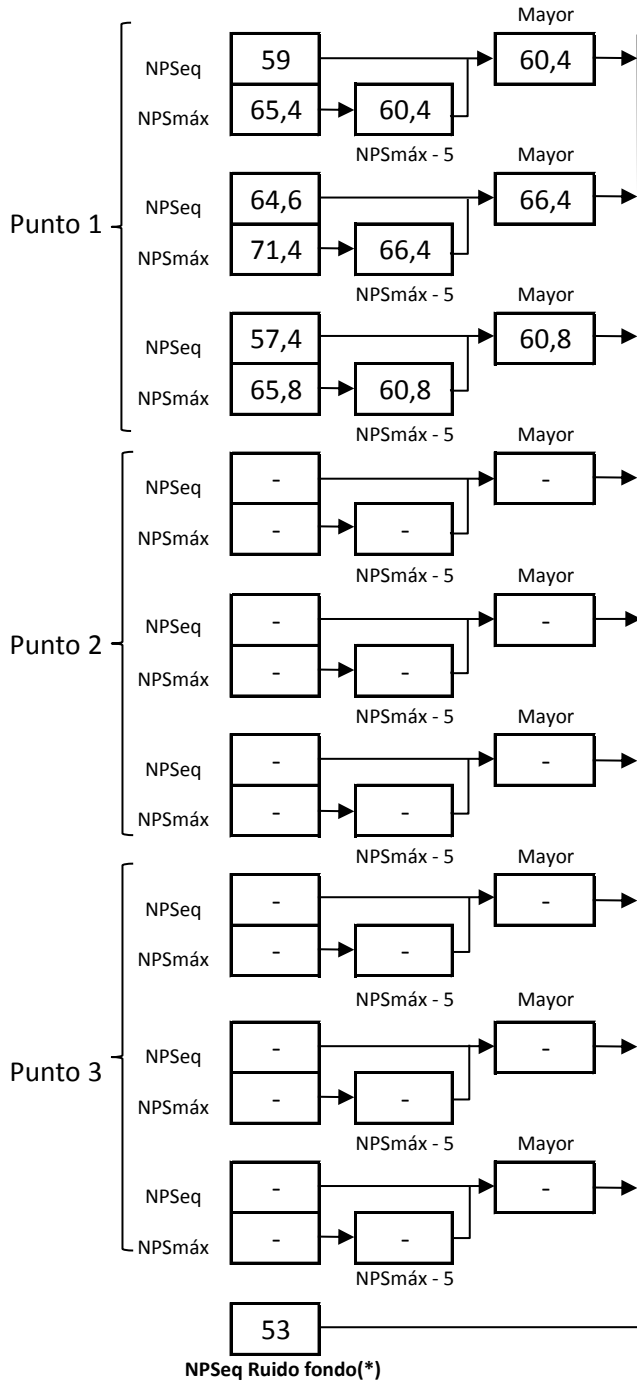 Mayor
NPSeq 59 60,4
NPSmáx 65,4 60,4
NPSmáx - 5
Mayor
Punto 1
NPSeq 64,6 66,4
NPSmáx 71,4 66,4
NPSmáx - 5
Mayor
NPSeq 57,4 60,8
NPSmáx 65,8 60,8
NPSmáx - 5
Mayor
NPSeq - -
NPSmáx - -
NPSmáx - 5
Mayor
Punto 2
NPSeq - -
NPSmáx - -
NPSmáx - 5
Mayor
NPSeq - -
NPSmáx - -
NPSmáx - 5
Mayor
NPSeq - -
NPSmáx - -
NPSmáx - 5
Mayor
Punto 3
NPSeq - -
NPSmáx - -
NPSmáx - 5
Mayor
NPSeq - -
NPSmáx - -
NPSmáx - 5
53
NPSeq Ruido fondo(*)